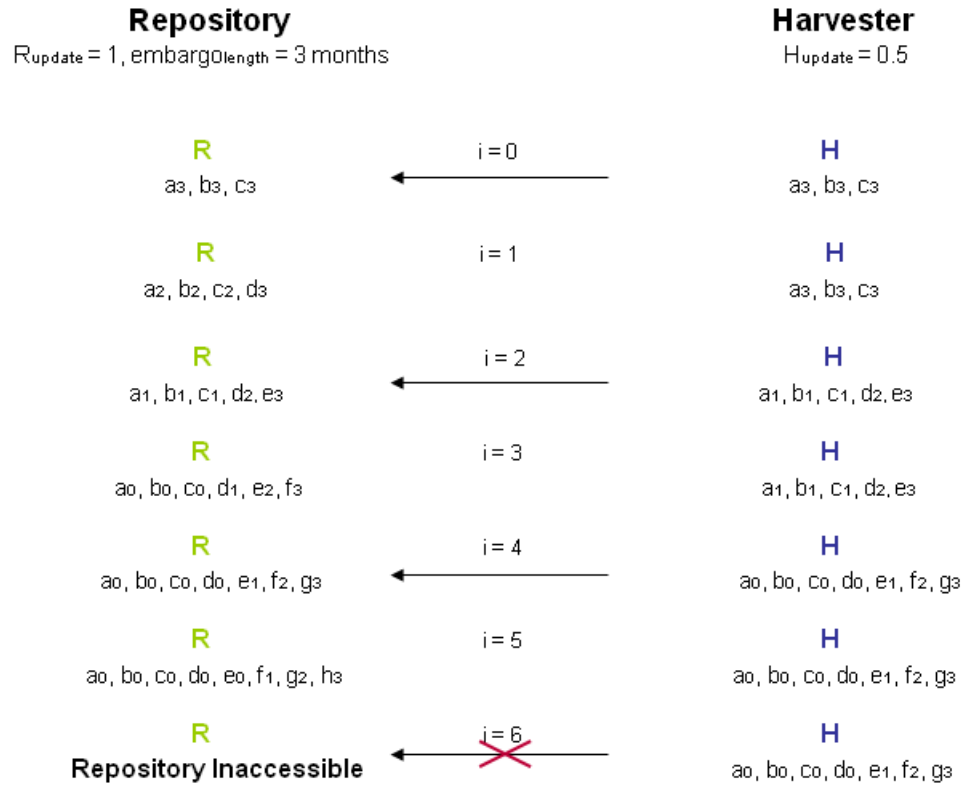 Repository Harvester
Rupdate = 1, embargolength = 3 months Hupdate = 0.5
R i = 0 H
a3, b3, c3 a3, b3, c3
R i = 1 H
a2, b2, c2, d3 a3, b3, c3
R i = 2 H
a1, b1, c1, d2, e3 a1, b1, c1, d2, e3
R i = 3 H
a0, b0, c0, d1, e2, f3 a1, b1, c1, d2, e3
R i = 4 H
a0, b0, c0, d0, e1, f2, g3 a0, b0, c0, d0, e1, f2, g3
R i = 5 H
a0, b0, c0, d0, e0, f1, g2, h3 a0, b0, c0, d0, e1, f2, g3
R i = 6 H
Repository Inaccessible a0, b0, c0, d0, e1, f2, g3